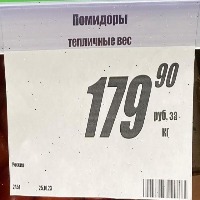 Помидоры
тепличные вес
179 90
руб. за
кг